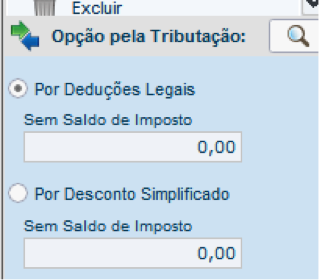 Excluir
Opção pela Tributação:
Por Deduções Legais
Sem Saldo de Imposto
0,00
Por Desconto Simplificado
Sem Saldo de Imposto
0,00